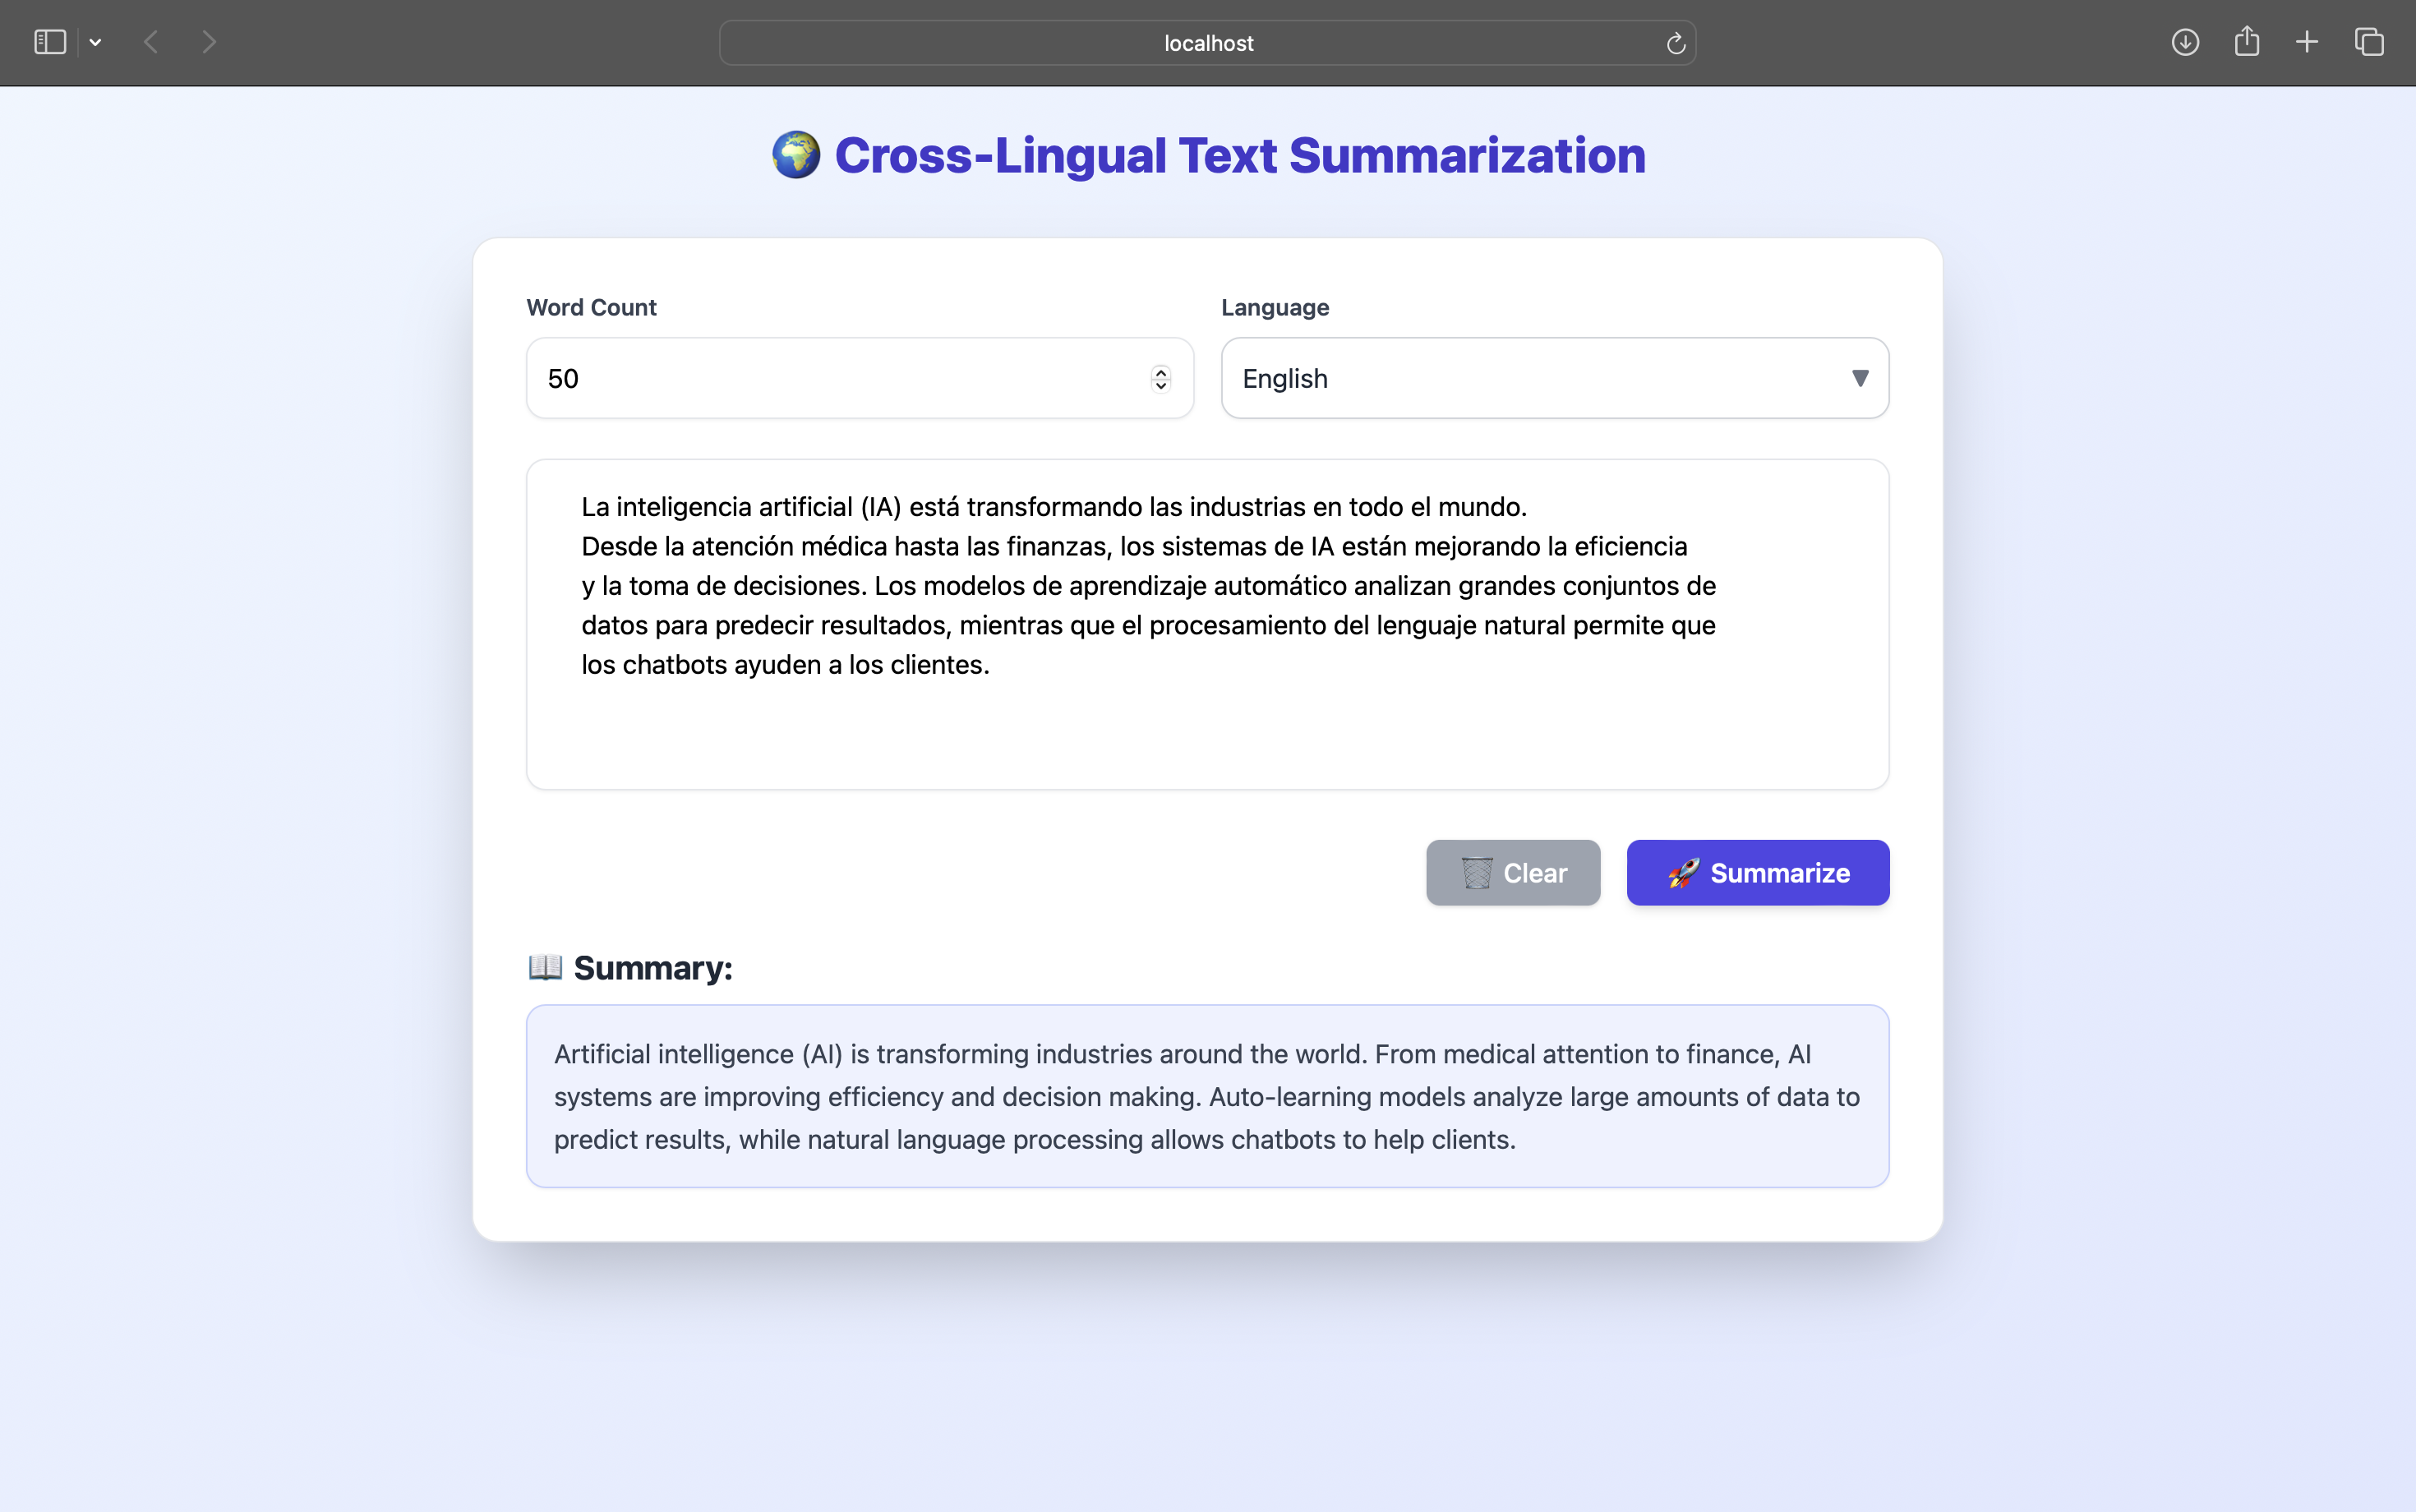 localhost
Cross-Lingual Text Summarization
Word Count
Language
50
English
La inteligencia artificial (IA) está transformando las industrias en todo el mundo.
Desde la atención médica hasta las finanzas, los sistemas de IA están mejorando la eficiencia
y la toma de decisiones. Los modelos de aprendizaje automático analizan grandes conjuntos de
datos para predecir resultados, mientras que el procesamiento del lenguaje natural permite que
los chatbots ayuden a los clientes.
Clear
Summarize
Summary:
Artificial intelligence (AI) is transforming industries around the world. From medical attention to finance, AI
systems are improving efficiency and decision making. Auto-learning models analyze large amounts of data to
predict results, while natural language processing allows chatbots to help clients.